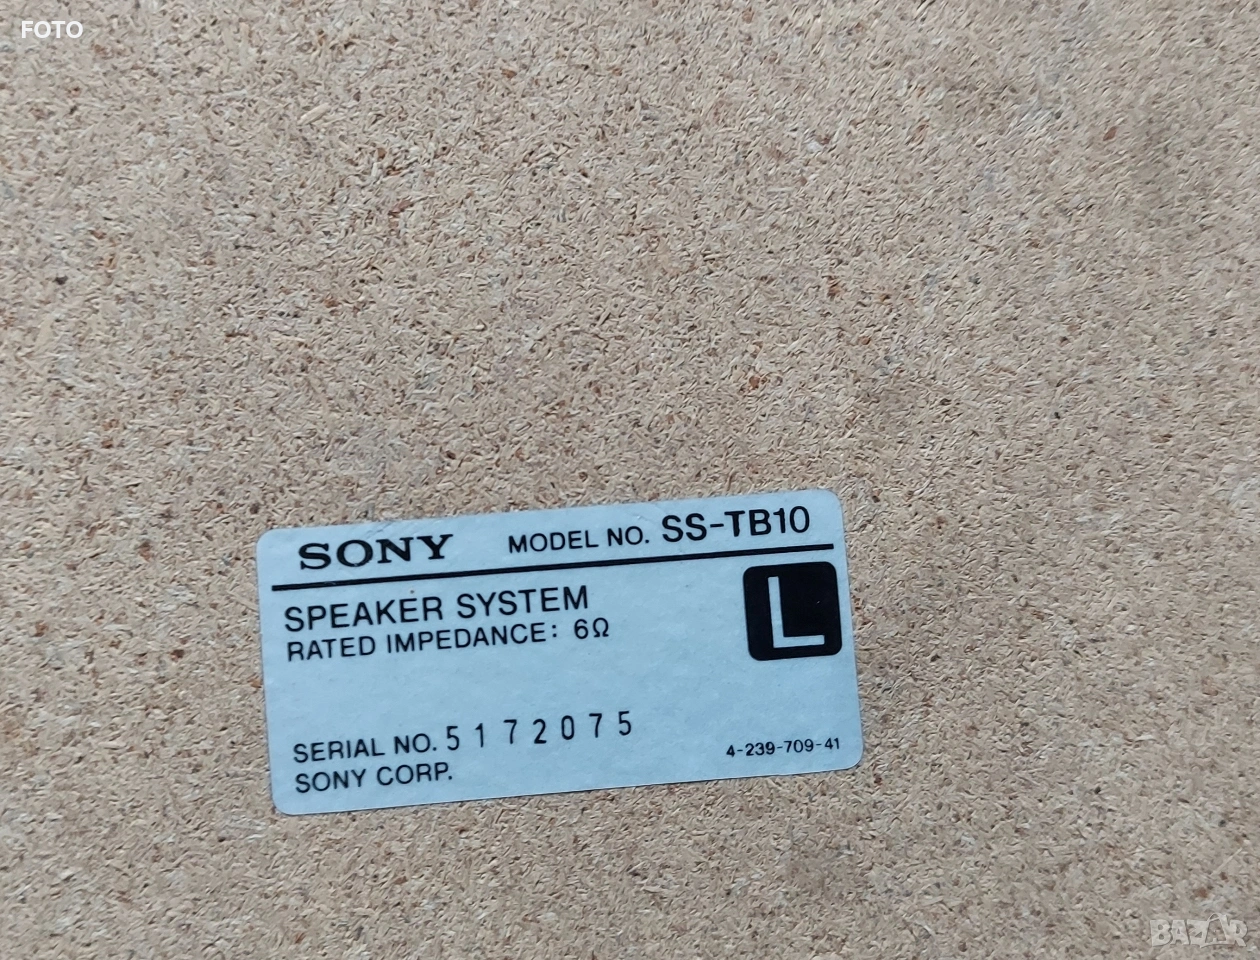 FOTO
SONY MODEL NO. SS-TB10
SPEAKER SYSTEM
RATED IMPEDANCE: 6Ω
L
SERIAL NO. 5172075
SONY CORP.
4-239-709-41
BAZAR